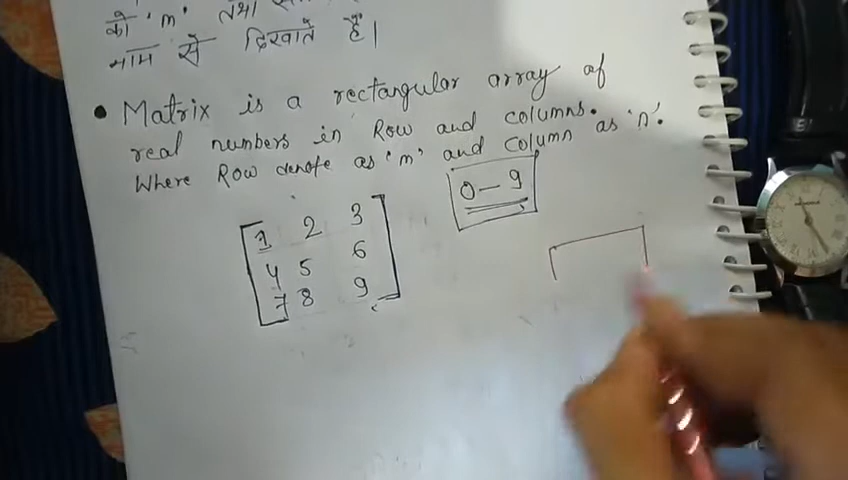 को 'm' तथा
नाम से दिखाते हैं।
• Matrix is a rectangular array of
real numbers in Row and columns.
Where Row denote as 'm' and Column as 'n'.
0 — 9
1 2 3
4 5 6
7 8 9